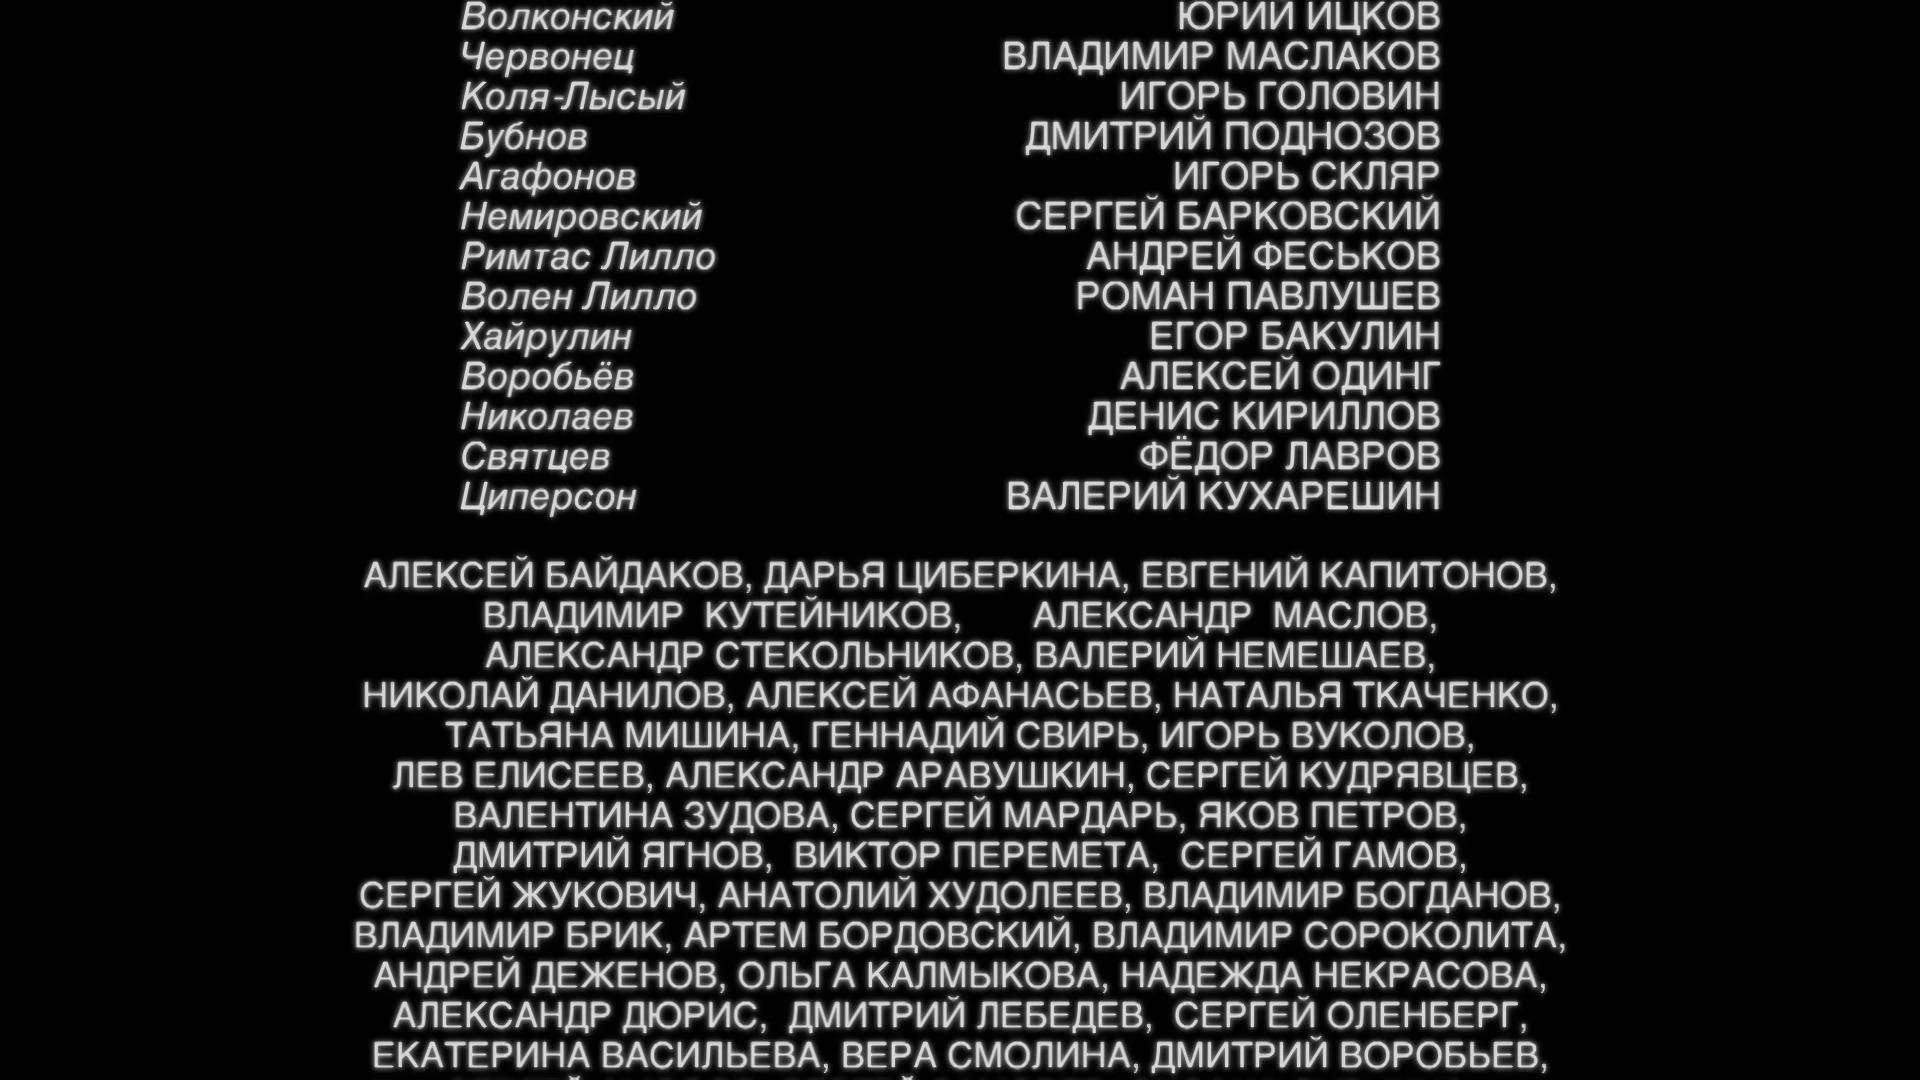 Волконский ЮРИЙ ИЦКОВ
Червонец ВЛАДИМИР МАСЛАКОВ
Коля-Лысый ИГОРЬ ГОЛОВИН
Бубнов ДМИТРИЙ ПОДНОЗОВ
Агафонов ИГОРЬ СКЛЯР
Немировский СЕРГЕЙ БАРКОВСКИЙ
Римтас Лилло АНДРЕЙ ФЕСЬКОВ
Волен Лилло РОМАН ПАВЛУШЕВ
Хайрулин ЕГОР БАКУЛИН
Воробьёв АЛЕКСЕЙ ОДИНГ
Николаев ДЕНИС КИРИЛЛОВ
Святцев ФЁДОР ЛАВРОВ
Циперсон ВАЛЕРИЙ КУХАРЕШИН
АЛЕКСЕЙ БАЙДАКОВ, ДАРЬЯ ЦИБЕРКИНА, ЕВГЕНИЙ КАПИТОНОВ,
ВЛАДИМИР КУТЕЙНИКОВ, АЛЕКСАНДР МАСЛОВ,
АЛЕКСАНДР СТЕКОЛЬНИКОВ, ВАЛЕРИЙ НЕМЕШАЕВ,
НИКОЛАЙ ДАНИЛОВ, АЛЕКСЕЙ АФАНАСЬЕВ, НАТАЛЬЯ ТКАЧЕНКО,
ТАТЬЯНА МИШИНА, ГЕННАДИЙ СВИРЬ, ИГОРЬ ВУКОЛОВ,
ЛЕВ ЕЛИСЕЕВ, АЛЕКСАНДР АРАВУШКИН, СЕРГЕЙ КУДРЯВЦЕВ,
ВАЛЕНТИНА ЗУДОВА, СЕРГЕЙ МАРДАРЬ, ЯКОВ ПЕТРОВ,
ДМИТРИЙ ЯГНОВ, ВИКТОР ПЕРЕМЕТА, СЕРГЕЙ ГАМОВ,
СЕРГЕЙ ЖУКОВИЧ, АНАТОЛИЙ ХУДОЛЕЕВ, ВЛАДИМИР БОГДАНОВ,
ВЛАДИМИР БРИК, АРТЕМ БОРДОВСКИЙ, ВЛАДИМИР СОРОКОЛИТА,
АНДРЕЙ ДЕЖЕНОВ, ОЛЬГА КАЛМЫКОВА, НАДЕЖДА НЕКРАСОВА,
АЛЕКСАНДР ДЮРИС, ДМИТРИЙ ЛЕБЕДЕВ, СЕРГЕЙ ОЛЕНБЕРГ,
ЕКАТЕРИНА ВАСИЛЬЕВА, ВЕРА СМОЛИНА, ДМИТРИЙ ВОРОБЬЕВ,